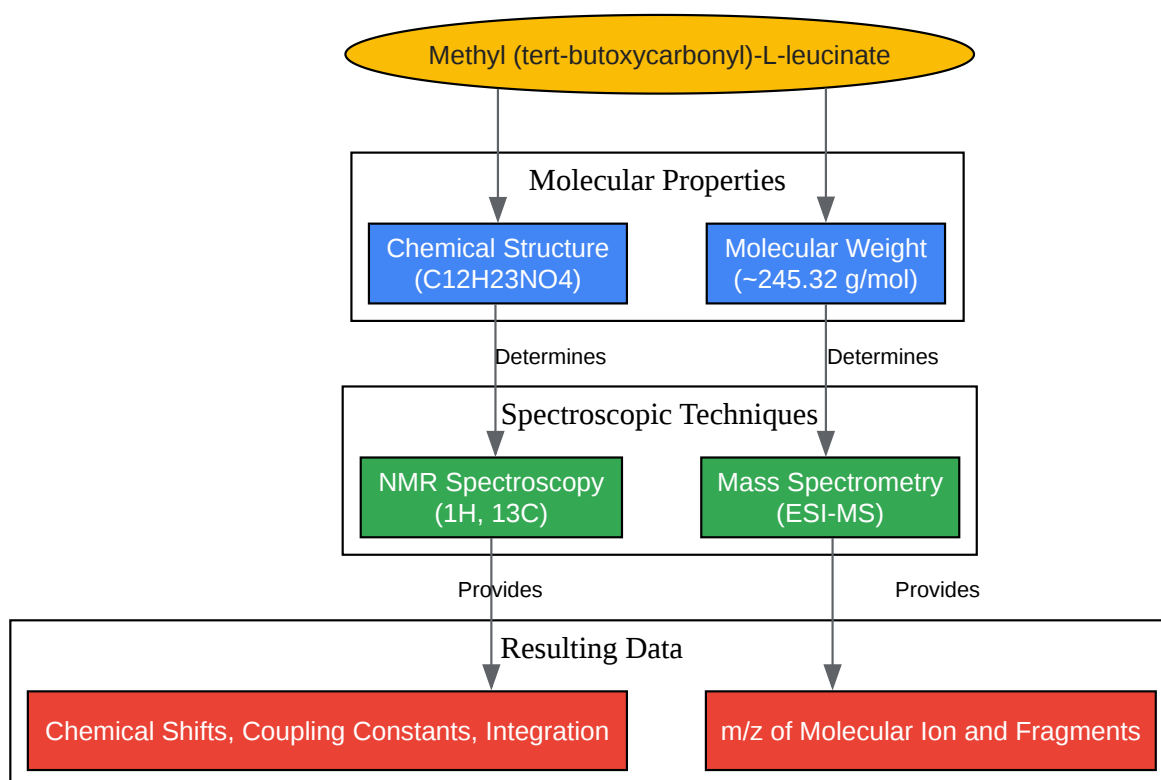 Methyl (tert-butoxycarbonyl)-L-leucinate
Molecular Properties
Chemical Structure
(C12H23NO4)
Molecular Weight
(~245.32 g/mol)
Determines
Determines
Spectroscopic Techniques
NMR Spectroscopy
(1H, 13C)
Mass Spectrometry
(ESI-MS)
Provides
Provides
Resulting Data
Chemical Shifts, Coupling Constants, Integration
m/z of Molecular Ion and Fragments